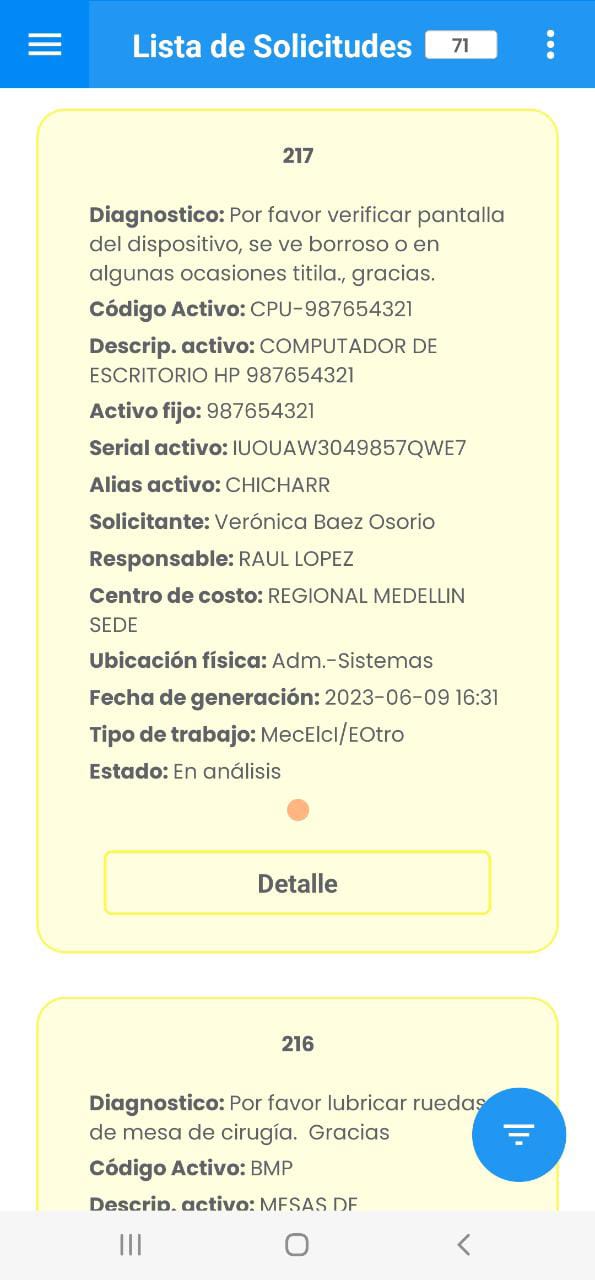 Lista de Solicitudes 71
217
Diagnostico: Por favor verificar pantalla
del dispositivo, se ve borroso o en
algunas ocasiones titila., gracias.
Código Activo: CPU-987654321
Descrip. activo: COMPUTADOR DE
ESCRITORIO HP 987654321
Activo fijo: 987654321
Serial activo: IUOUAW3049857QWE7
Alias activo: CHICHARR
Solicitante: Verónica Baez Osorio
Responsable: RAUL LOPEZ
Centro de costo: REGIONAL MEDELLIN
SEDE
Ubicación física: Adm.-Sistemas
Fecha de generación: 2023-06-09 16:31
Tipo de trabajo: MecElcI/EOtro
Estado: En análisis
Detalle
216
Diagnostico: Por favor lubricar ruedas
de mesa de cirugía.  Gracias
Código Activo: BMP
Descrip. activo: MESAS DE